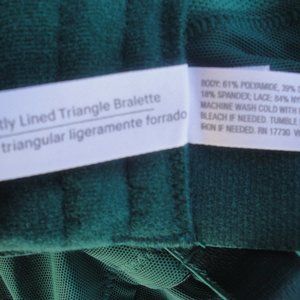 tly Lined Triangle Bralette
triangular ligeramente forrado
BODY: 61% POLYAMIDE, 39%
18% SPANDEX; LACE: 84% NY
MACHINE WASH COLD WITH
BLEACH IF NEEDED. TUMBLE
IRON IF NEEDED. RN 17730